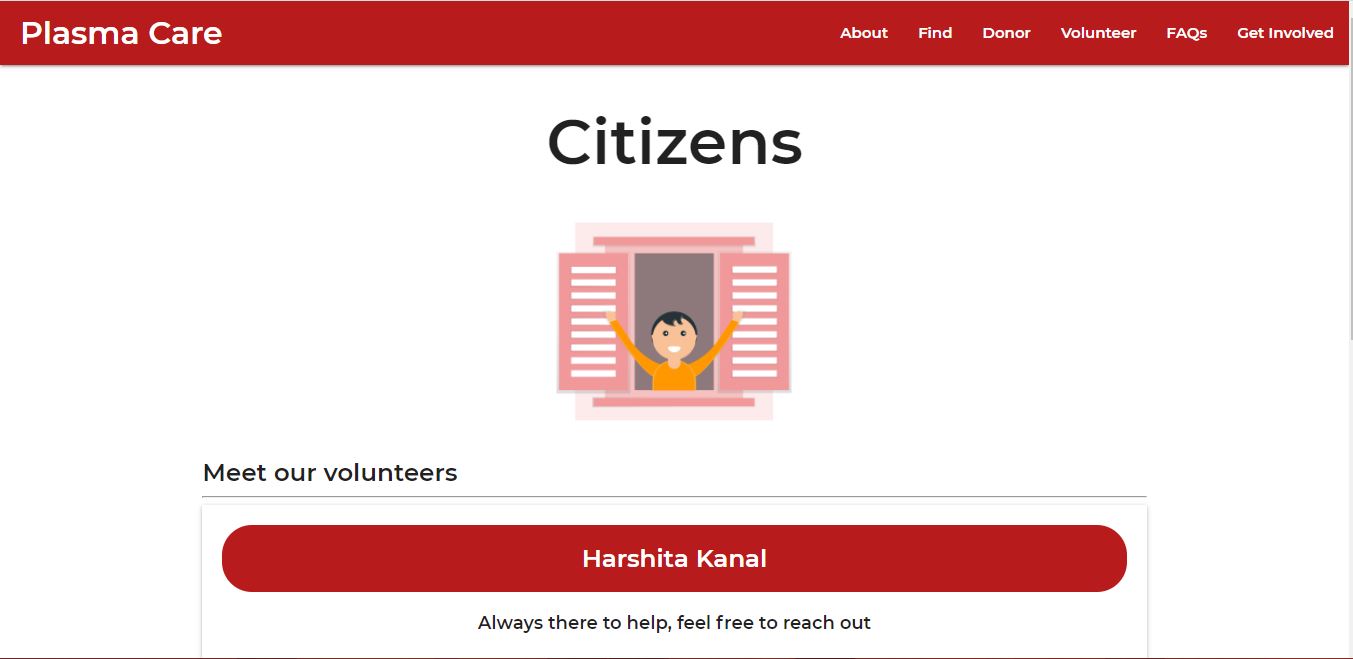 Plasma Care
About Find Donor Volunteer FAQs Get Involved
Citizens
Meet our volunteers
Harshita Kanal
Always there to help, feel free to reach out